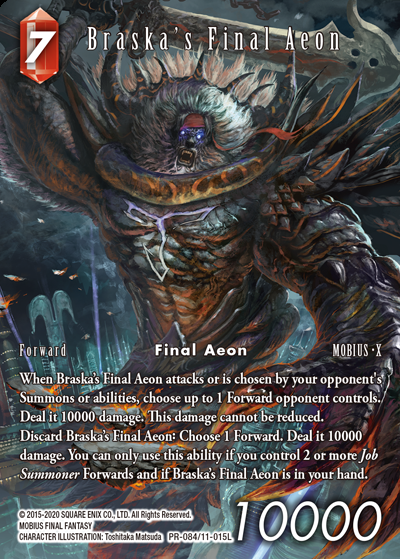 7
Braska's Final Aeon
Forward Final Aeon MOBIUS · X
When Braska's Final Aeon attacks or is chosen by your opponent's
Summons or abilities, choose up to 1 Forward opponent controls.
Deal it 10000 damage. This damage cannot be reduced.
Discard Braska's Final Aeon: Choose 1 Forward. Deal it 10000
damage. You can only use this ability if you control 2 or more Job
Summoner Forwards and if Braska's Final Aeon is in your hand.
© 2015-2020 SQUARE ENIX CO., LTD. All Rights Reserved.
MOBIUS FINAL FANTASY
CHARACTER ILLUSTRATION: Toshitaka Matsuda PR-084/11-015L
10000